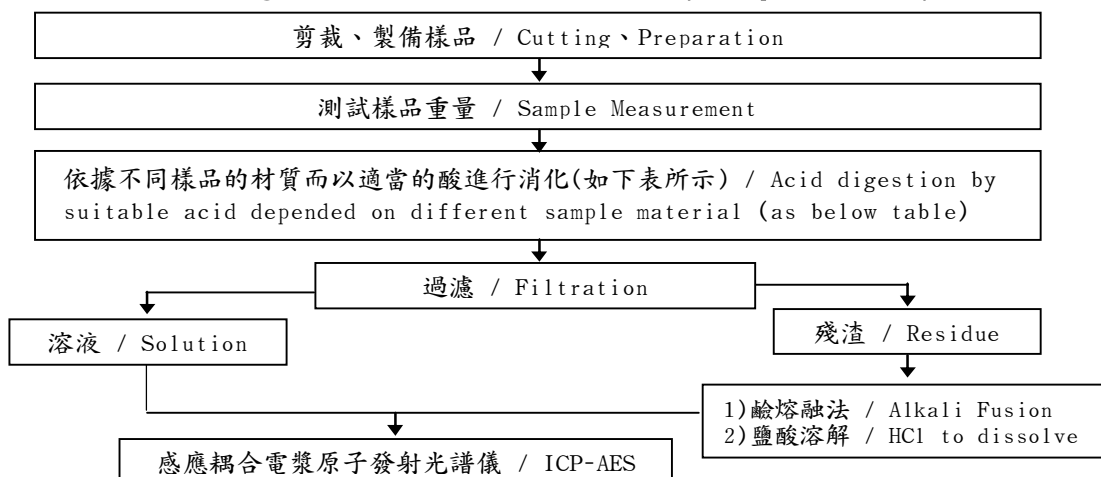 剪裁、製備樣品 / Cutting、Preparation
測試樣品重量 / Sample Measurement
依據不同樣品的材質而以適當的酸進行消化(如下表所示) / Acid digestion by
suitable acid depended on different sample material (as below table)
過濾 / Filtration
溶液 / Solution
殘渣 / Residue
1)鹼熔融法 / Alkali Fusion
2)鹽酸溶解 / HCl to dissolve
感應耦合電漿原子發射光譜儀 / ICP-AES